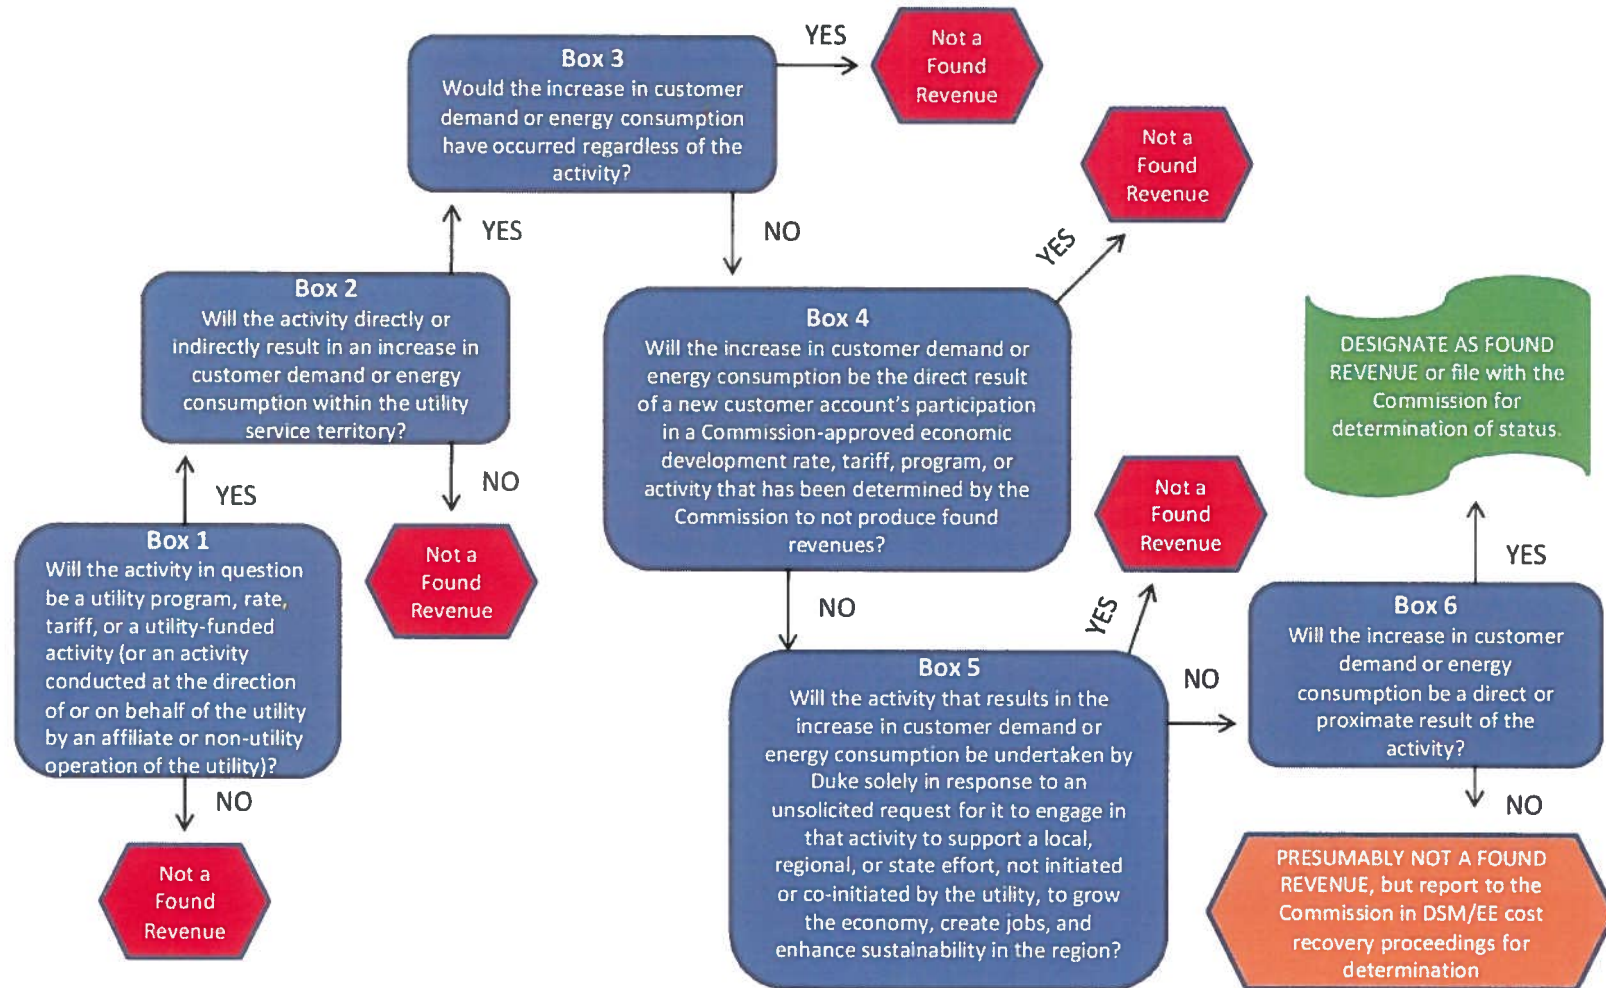 Box 3
Would the increase in customer
demand or energy consumption
have occurred regardless of the
activity?
YES
Not a
Found
Revenue
NO
YES
Not a
Found
Revenue
YES
Box 2
Will the activity directly or
indirectly result in an increase in
customer demand or energy
consumption within the utility
service territory?
YES
NO
Not a
Found
Revenue
Box 1
Will the activity in question
be a utility program, rate,
tariff, or a utility-funded
activity (or an activity
conducted at the direction
of or on behalf of the utility
by an affiliate or non-utility
operation of the utility)?
NO
Not a
Found
Revenue
Box 4
Will the increase in customer demand or
energy consumption be the direct result
of a new customer account's participation
in a Commission-approved economic
development rate, tariff, program, or
activity that has been determined by the
Commission to not produce found
revenues?
NO
YES
Not a
Found
Revenue
Box 5
Will the activity that results in the
increase in customer demand or
energy consumption be undertaken by
Duke solely in response to an
unsolicited request for it to engage in
that activity to support a local,
regional, or state effort, not initiated
or co-initiated by the utility, to grow
the economy, create jobs, and
enhance sustainability in the region?
NO
DESIGNATE AS FOUND
REVENUE or file with the
Commission for
determination of status.
YES
Box 6
Will the increase in customer
demand or energy
consumption be a direct or
proximate result of the
activity?
NO
PRESUMABLY NOT A FOUND
REVENUE, but report to the
Commission in DSM/EE cost
recovery proceedings for
determination